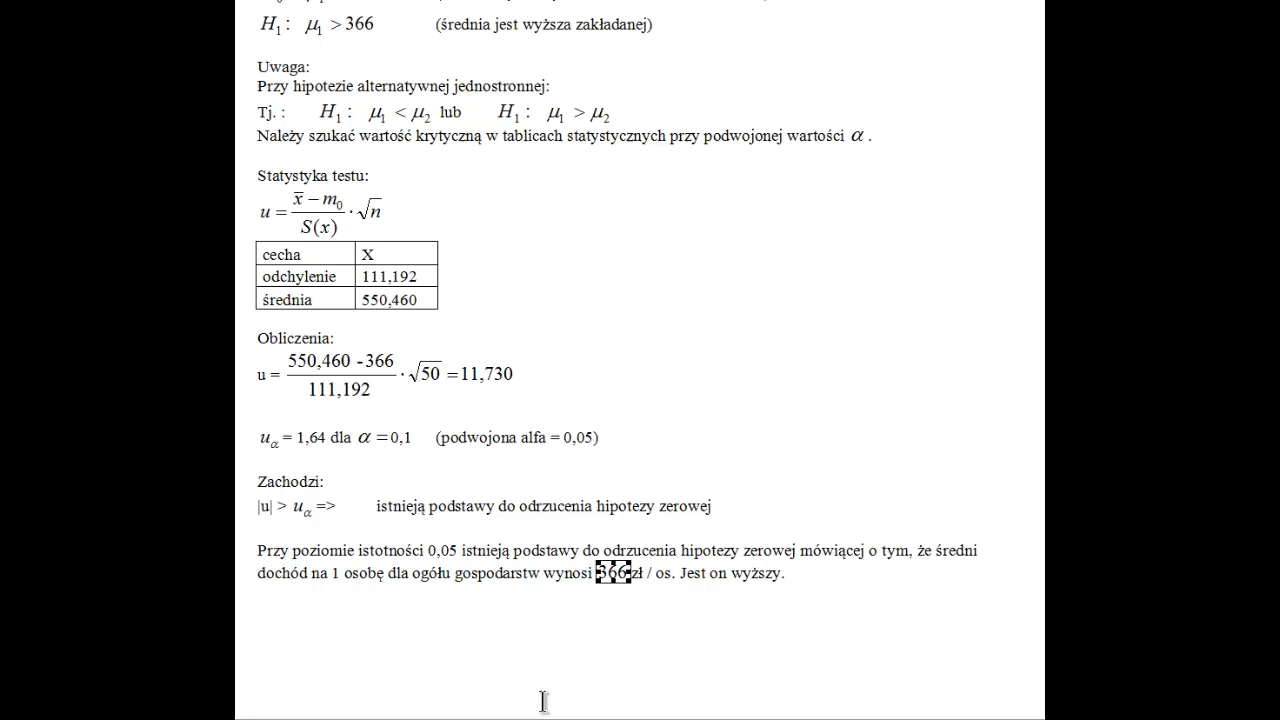 H₁ : μ₁ > 366 (średnia jest wyższa zakładanej)
Uwaga:
Przy hipotezie alternatywnej jednostronnej:
Tj. : H₁ : μ₁ < μ₂ lub H₁ : μ₁ > μ₂
Należy szukać wartość krytyczną w tablicach statystycznych przy podwojonej wartości α .
Statystyka testu:
u = (x̄ − m₀)/S(x) · √n
cecha X
odchylenie 111,192
średnia 550,460
Obliczenia:
u = (550,460 - 366)/111,192 · √50 = 11,730
uα = 1,64 dla α = 0,1 (podwojona alfa = 0,05)
Zachodzi:
|u| > uα => istnieją podstawy do odrzucenia hipotezy zerowej
Przy poziomie istotności 0,05 istnieją podstawy do odrzucenia hipotezy zerowej mówiącej o tym, że średni
dochód na 1 osobę dla ogółu gospodarstw wynosi 366 zł / os. Jest on wyższy.